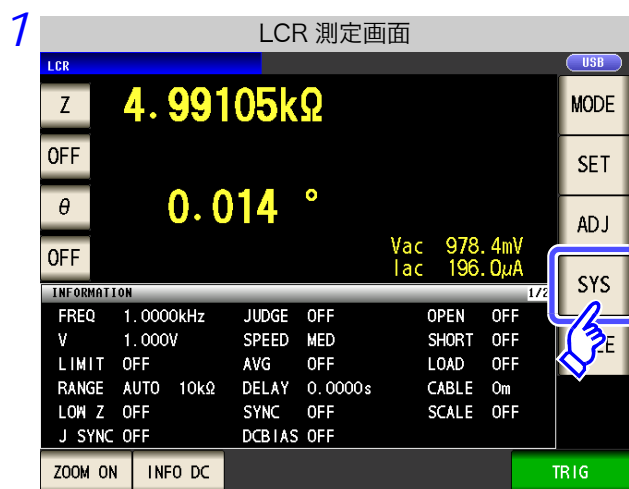 1
LCR 測定画面
LCR USB
Z 4.99105kΩ MODE
OFF SET
θ 0.014 ° ADJ
OFF Vac 978.4mV
Iac 196.0μA SYS
INFORMATION 1/2
FREQ 1.0000kHz JUDGE OFF OPEN OFF
V 1.000V SPEED MED SHORT OFF
LIMIT OFF AVG OFF LOAD OFF
RANGE AUTO 10kΩ DELAY 0.0000s CABLE 0m
LOW Z OFF SYNC OFF SCALE OFF
J SYNC OFF DCBIAS OFF
ZOOM ON INFO DC TRIG